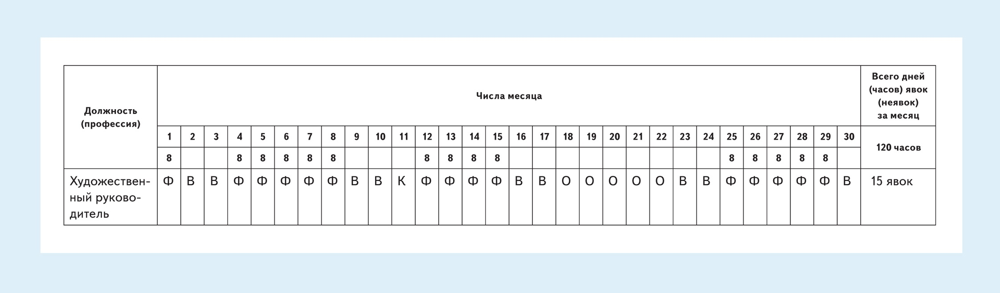 Должность
(профессия)
Числа месяца
Всего дней
(часов) явок
(неявок)
за месяц
1 2 3 4 5 6 7 8 9 10 11 12 13 14 15 16 17 18 19 20 21 22 23 24 25 26 27 28 29 30
120 часов
8 8 8 8 8 8 8 8 8 8 8 8 8 8 8
Художествен-
ный руково-
дитель
Ф В В Ф Ф Ф Ф Ф В В К Ф Ф Ф Ф В В О О О О О В В Ф Ф Ф Ф Ф В
15 явок